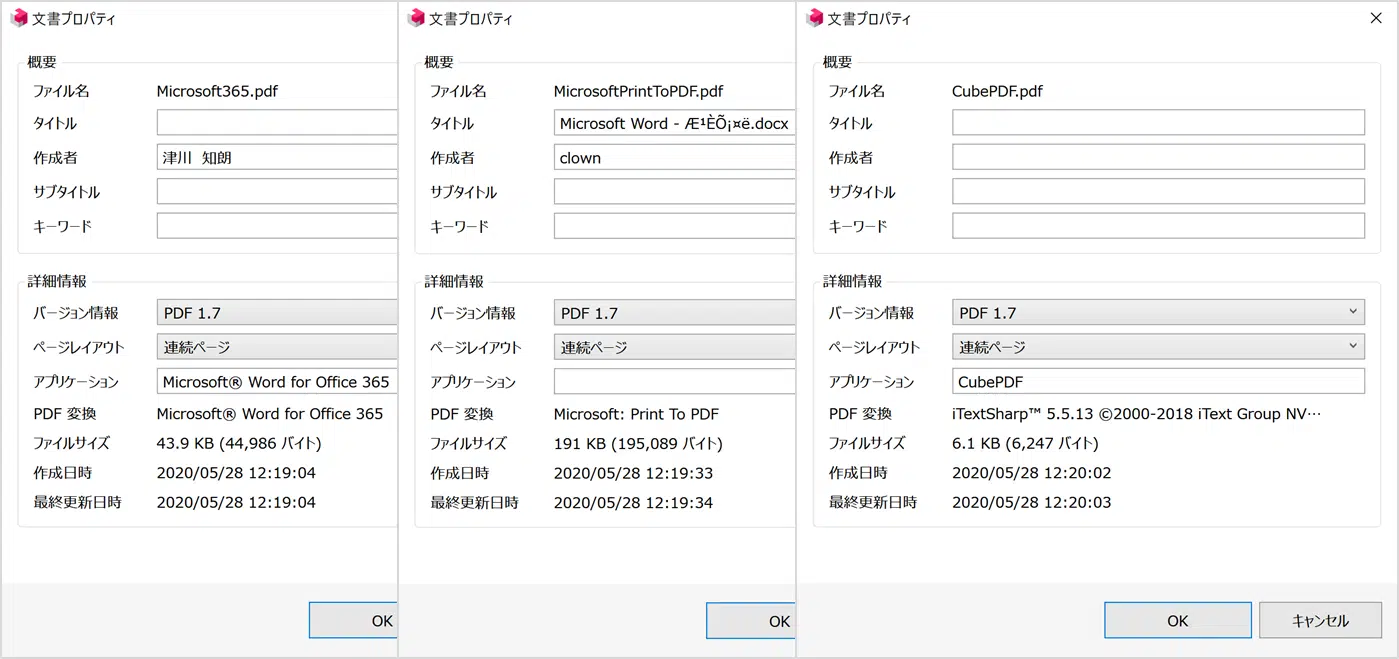 文書プロパティ
概要
ファイル名 Microsoft365.pdf
タイトル
作成者 津川 知朗
サブタイトル
キーワード
詳細情報
バージョン情報 PDF 1.7
ページレイアウト 連続ページ
アプリケーション Microsoft® Word for Office 365
PDF 変換 Microsoft® Word for Office 365
ファイルサイズ 43.9 KB (44,986 バイト)
作成日時 2020/05/28 12:19:04
最終更新日時 2020/05/28 12:19:04
OK
文書プロパティ
概要
ファイル名 MicrosoftPrintToPDF.pdf
タイトル Microsoft Word - Æ¹ÈÕ¡¤ë.docx
作成者 clown
サブタイトル
キーワード
詳細情報
バージョン情報 PDF 1.7
ページレイアウト 連続ページ
アプリケーション
PDF 変換 Microsoft: Print To PDF
ファイルサイズ 191 KB (195,089 バイト)
作成日時 2020/05/28 12:19:33
最終更新日時 2020/05/28 12:19:34
OK
文書プロパティ
概要
ファイル名 CubePDF.pdf
タイトル
作成者
サブタイトル
キーワード
詳細情報
バージョン情報 PDF 1.7
ページレイアウト 連続ページ
アプリケーション CubePDF
PDF 変換 iTextSharp™ 5.5.13 ©2000-2018 iText Group NV…
ファイルサイズ 6.1 KB (6,247 バイト)
作成日時 2020/05/28 12:20:02
最終更新日時 2020/05/28 12:20:03
OK キャンセル